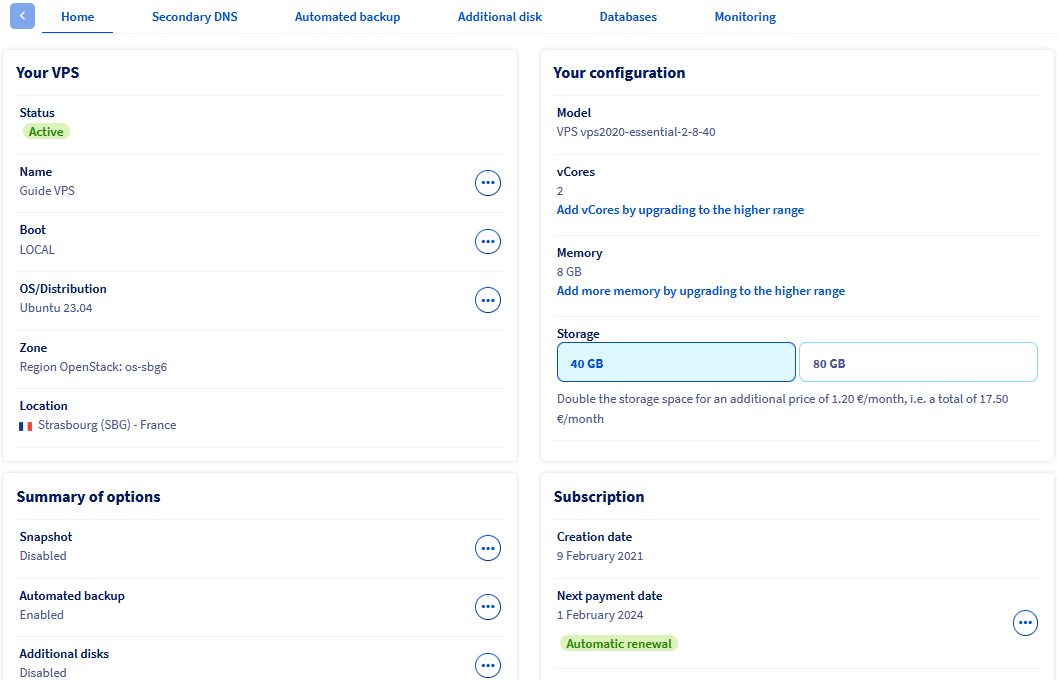 Home Secondary DNS Automated backup Additional disk Databases Monitoring
Your VPS
Status
Active
Name
Guide VPS
Boot
LOCAL
OS/Distribution
Ubuntu 23.04
Zone
Region OpenStack: os-sbg6
Location
Strasbourg (SBG) - France
Your configuration
Model
VPS vps2020-essential-2-8-40
vCores
2
Add vCores by upgrading to the higher range
Memory
8 GB
Add more memory by upgrading to the higher range
Storage
40 GB 80 GB
Double the storage space for an additional price of 1.20 €/month, i.e. a total of 17.50
€/month
Summary of options
Snapshot
Disabled
Automated backup
Enabled
Additional disks
Disabled
Subscription
Creation date
9 February 2021
Next payment date
1 February 2024
Automatic renewal